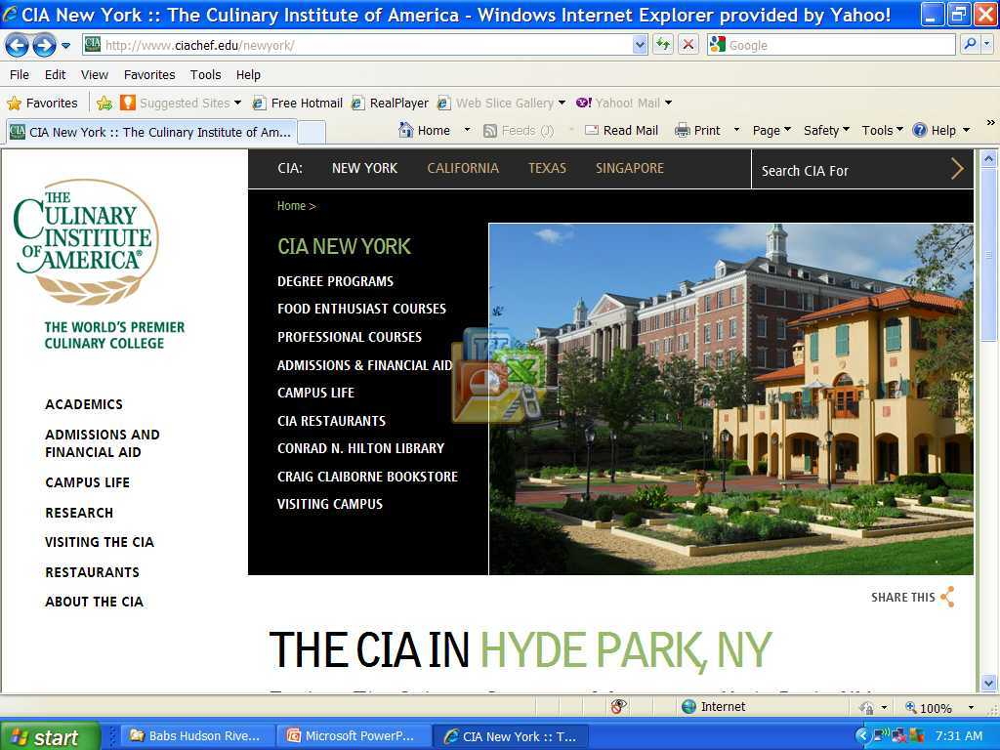 CIA New York :: The Culinary Institute of America - Windows Internet Explorer provided by Yahoo!
CIA http://www.ciachef.edu/newyork/
Google
File Edit View Favorites Tools Help
Favorites Suggested Sites Free Hotmail RealPlayer Web Slice Gallery Yahoo! Mail
CIA New York :: The Culinary Institute of Am... Home Feeds (J) Read Mail Print Page Safety Tools Help »
THE
CULINARY
INSTITUTE
OF AMERICA®
THE WORLD'S PREMIER
CULINARY COLLEGE
ACADEMICS
ADMISSIONS AND
FINANCIAL AID
CAMPUS LIFE
RESEARCH
VISITING THE CIA
RESTAURANTS
ABOUT THE CIA
CIA: NEW YORK CALIFORNIA TEXAS SINGAPORE Search CIA For
Home >
CIA NEW YORK
DEGREE PROGRAMS
FOOD ENTHUSIAST COURSES
PROFESSIONAL COURSES
ADMISSIONS & FINANCIAL AID
CAMPUS LIFE
CIA RESTAURANTS
CONRAD N. HILTON LIBRARY
CRAIG CLAIBORNE BOOKSTORE
VISITING CAMPUS
SHARE THIS
THE CIA IN HYDE PARK, NY
Internet 100%
start Babs Hudson Rive... Microsoft PowerP... CIA New York :: T... 7:31 AM